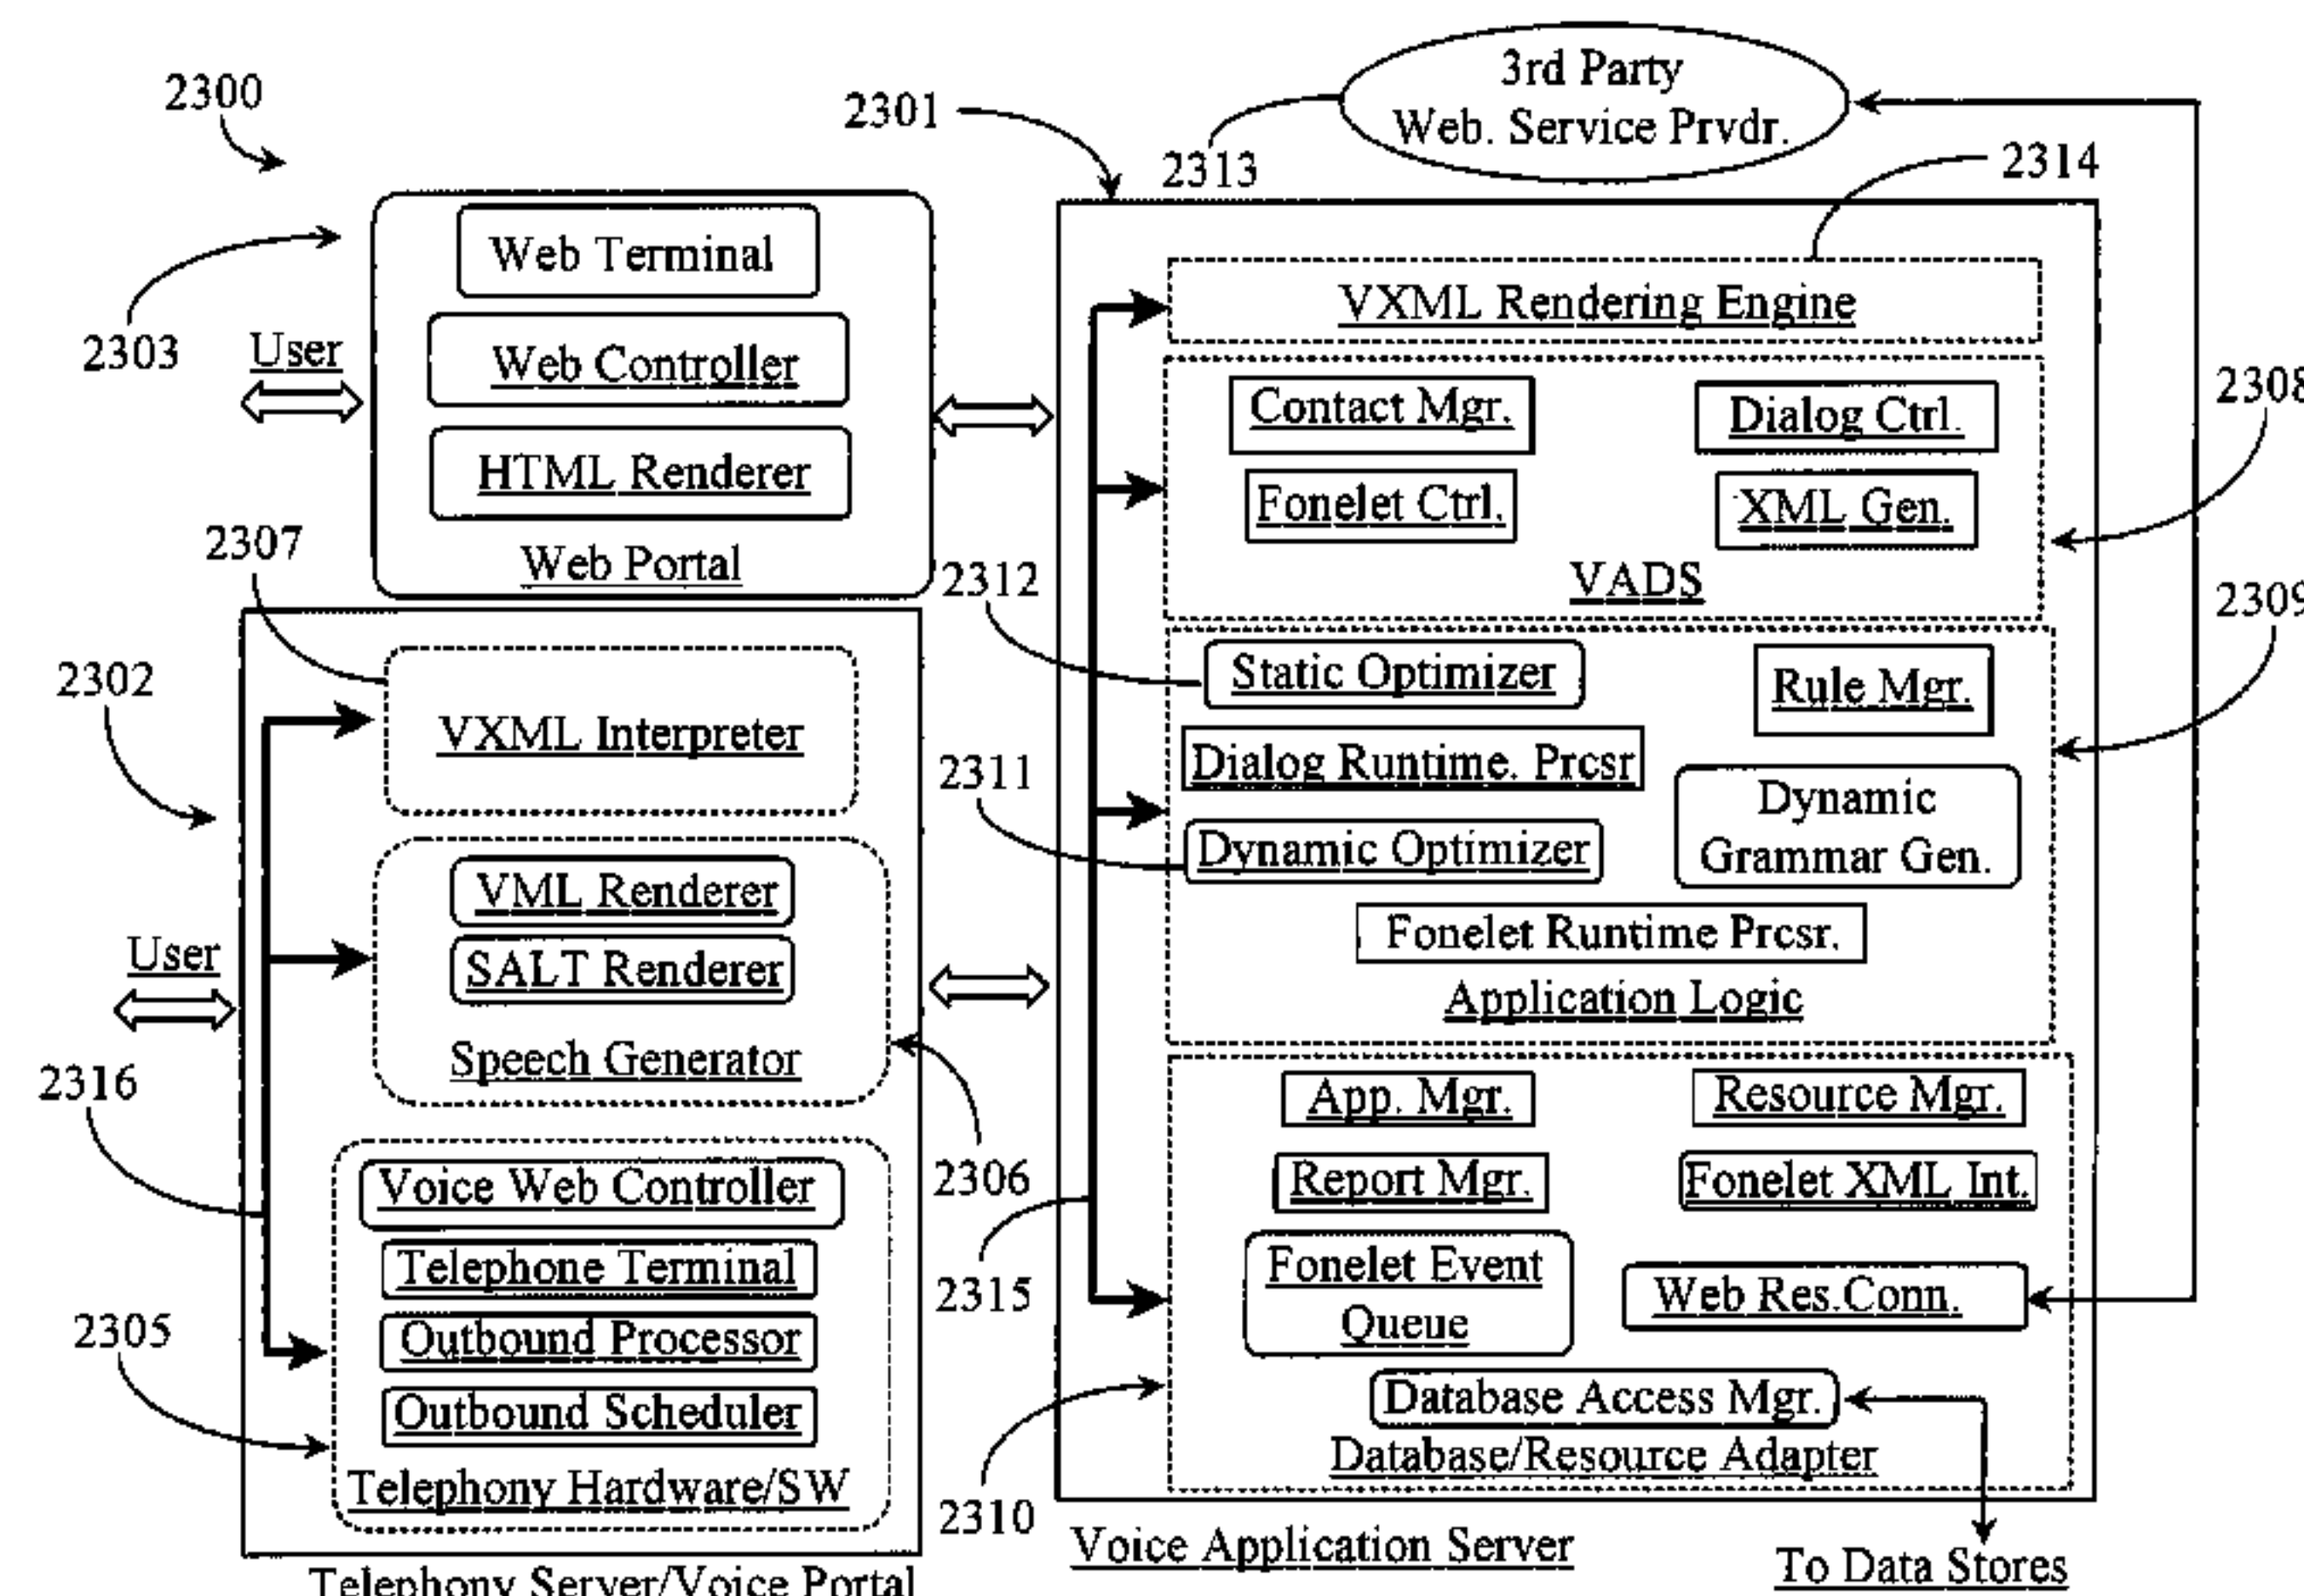 2300
2301
3rd Party
Web. Service Prvdr.
2313
2314
2303
User
Web Terminal
Web Controller
HTML Renderer
Web Portal
VXML Rendering Engine
2308
Contact Mgr.
Dialog Ctrl.
Fonelet Ctrl.
XML Gen.
VADS
2307
2312
2309
2302
VXML Interpreter
Static Optimizer
Rule Mgr.
Dialog Runtime. Prcsr
2311
Dynamic
Grammar Gen.
Dynamic Optimizer
Fonelet Runtime Prcsr.
Application Logic
User
VML Renderer
SALT Renderer
Speech Generator
2316
2306
App. Mgr.
Resource Mgr.
Report Mgr.
Fonelet XML Int.
2315
Fonelet Event
Queue
Web Res.Conn.
Voice Web Controller
Telephone Terminal
2305
Outbound Processor
Outbound Scheduler
Telephony Hardware/SW
2310
Database Access Mgr.
Database/Resource Adapter
Voice Application Server
To Data Stores
Telephony Server/Voice Portal